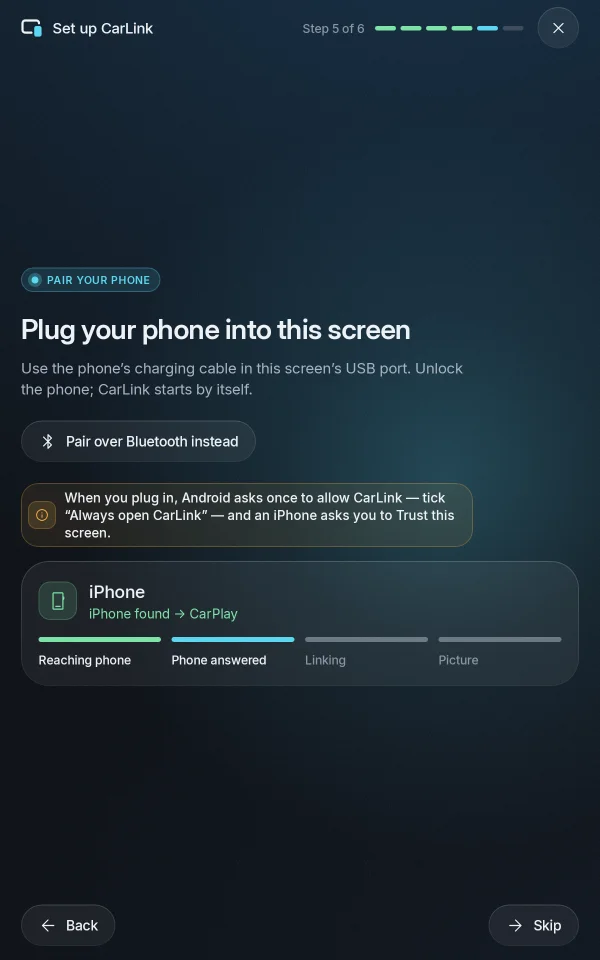 Set up CarLink
Step 5 of 6
PAIR YOUR PHONE
Plug your phone into this screen
Use the phone’s charging cable in this screen’s USB port. Unlock
the phone; CarLink starts by itself.
Pair over Bluetooth instead
When you plug in, Android asks once to allow CarLink — tick
“Always open CarLink” — and an iPhone asks you to Trust this
screen.
iPhone
iPhone found → CarPlay
Reaching phone
Phone answered
Linking
Picture
Back
Skip